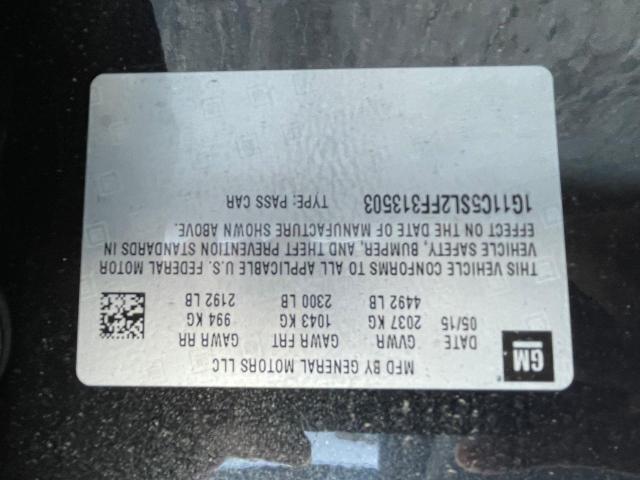 GM
MFD BY GENERAL MOTORS LLC
DATE GVWR GAWR FRT GAWR RR
05/15 2037 KG 1043 KG 994 KG
4492 LB 2300 LB 2192 LB
THIS VEHICLE CONFORMS TO ALL APPLICABLE U.S. FEDERAL MOTOR
VEHICLE SAFETY, BUMPER, AND THEFT PREVENTION STANDARDS IN
EFFECT ON THE DATE OF MANUFACTURE SHOWN ABOVE.
1G11C5SL2FF313503 TYPE: PASS CAR